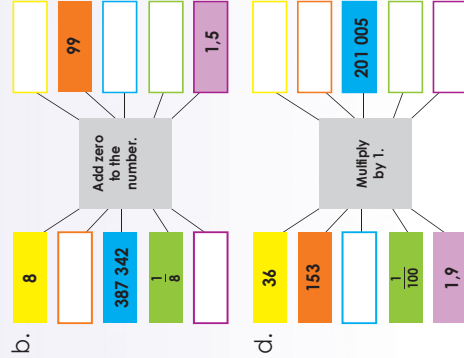 b.
8
387 342
1/8
Add zero
to the
number.
99
1,5
d.
36
153
1/100
1,9
Multiply
by 1.
201 005